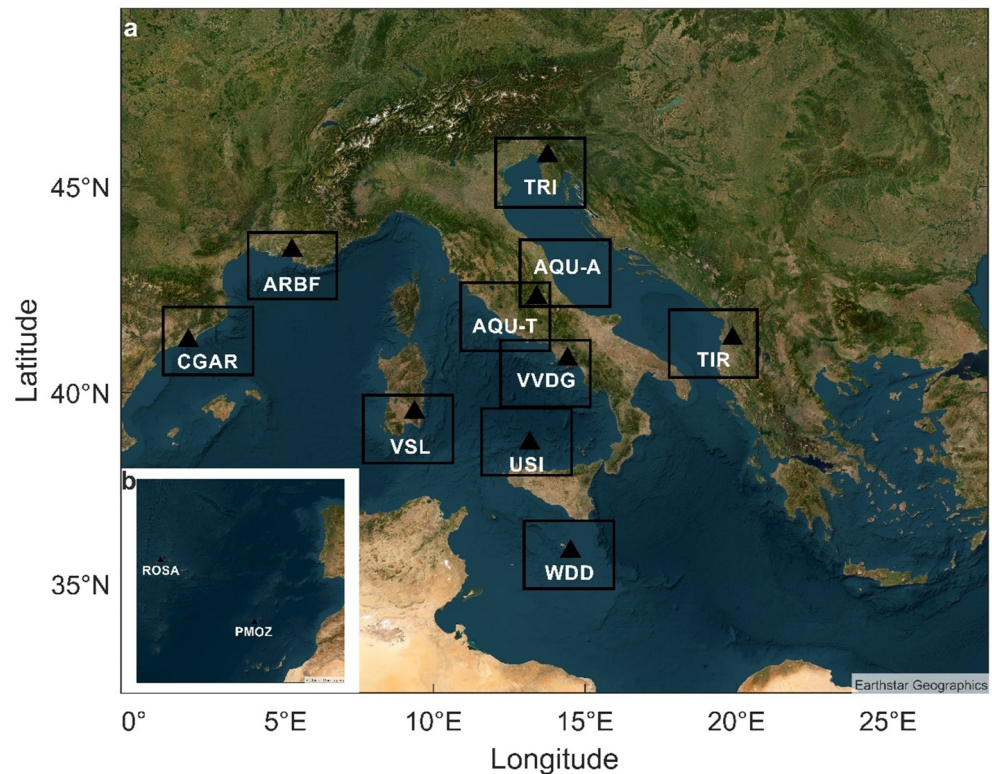 a
45°N
40°N
35°N
Latitude
TRI
AQU-A
ARBF
AQU-T
CGAR
TIR
VVDG
VSL
USI
WDD
b
ROSA
PMOZ
Earthstar Geographics
0°
5°E
10°E
15°E
20°E
25°E
Longitude